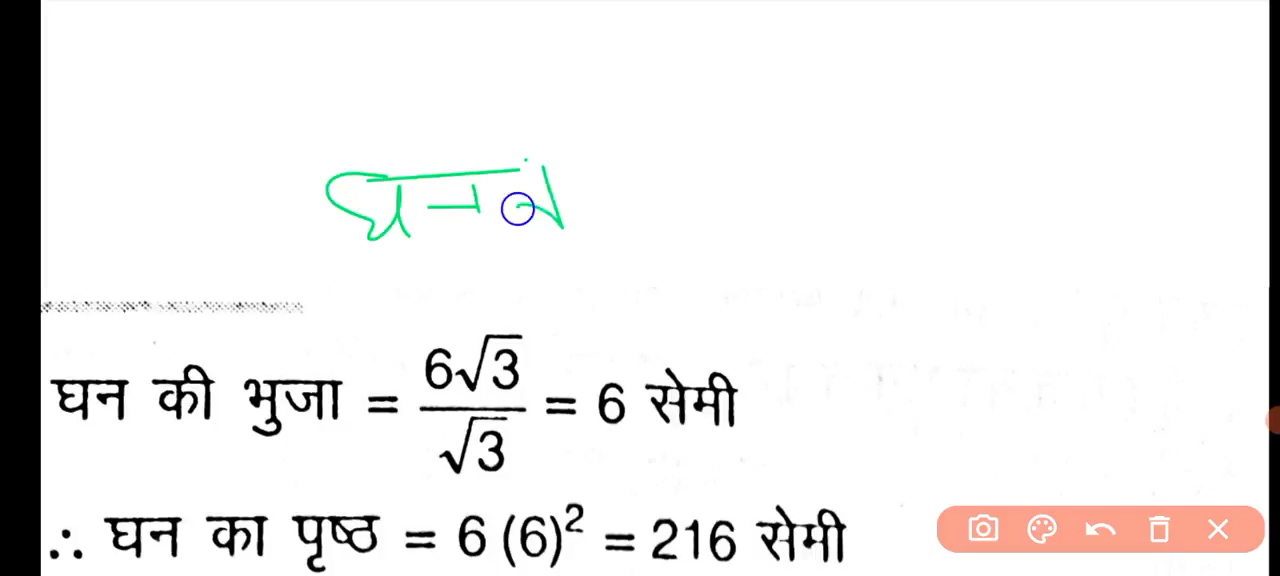 घन
घन की भुजा = 6√3/√3 = 6 सेमी
∴ घन का पृष्ठ = 6 (6)² = 216 सेमी